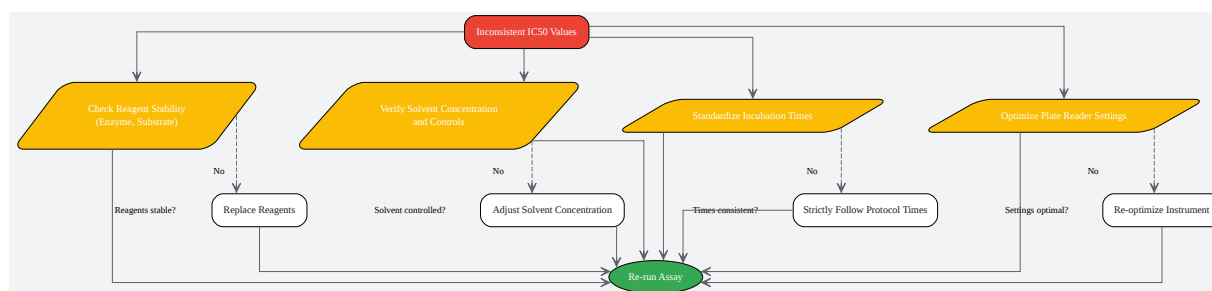 Inconsistent IC50 Values
Check Reagent Stability
(Enzyme, Substrate)
Verify Solvent Concentration
and Controls
Standardize Incubation Times
Optimize Plate Reader Settings
No
No
No
No
Reagents stable?
Replace Reagents
Solvent controlled?
Adjust Solvent Concentration
Times consistent?
Strictly Follow Protocol Times
Settings optimal?
Re-optimize Instrument
Re-run Assay